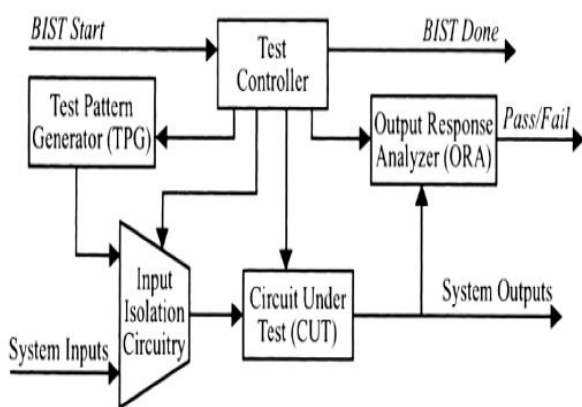 BIST Start
Test
Controller
BIST Done
Test Pattern
Generator (TPG)
Output Response
Analyzer (ORA)
Pass/Fail
Input
Isolation
Circuitry
Circuit Under
Test (CUT)
System Outputs
System Inputs